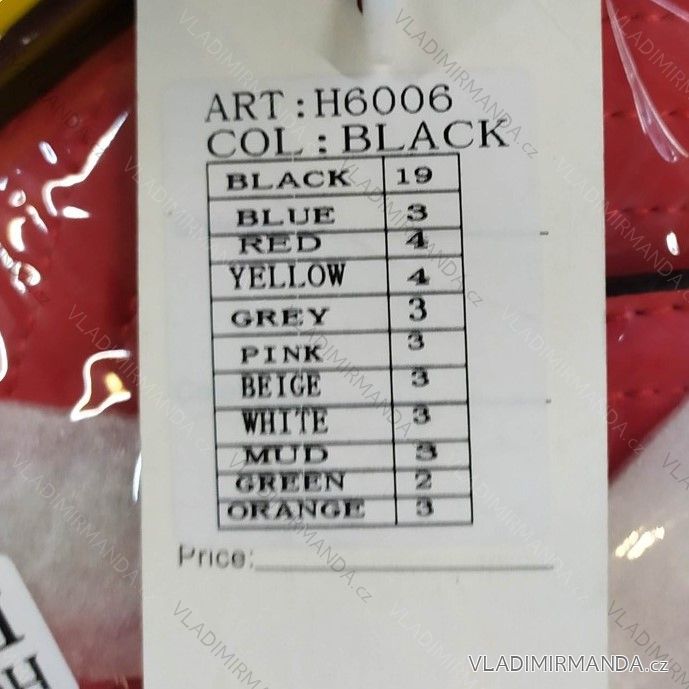 ART : H6006
COL : BLACK
BLACK 19
BLUE 3
RED 4
YELLOW 4
GREY 3
PINK 3
BEIGE 3
WHITE 3
MUD 3
GREEN 2
ORANGE 3
Price:
H
VLADIMIRMANDA.cz